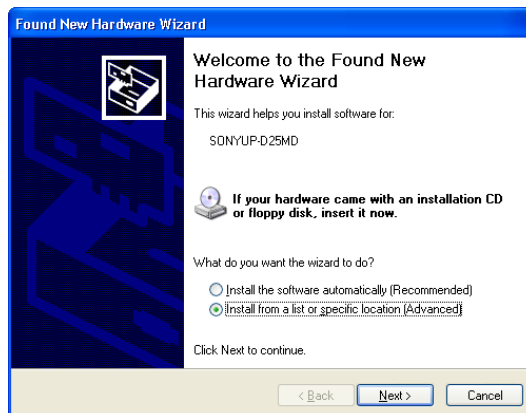 Found New Hardware Wizard
Welcome to the Found New
Hardware Wizard
This wizard helps you install software for:
SONYUP-D25MD
If your hardware came with an installation CD
or floppy disk, insert it now.
What do you want the wizard to do?
Install the software automatically (Recommended)
Install from a list or specific location (Advanced)
Click Next to continue.
< Back Next > Cancel